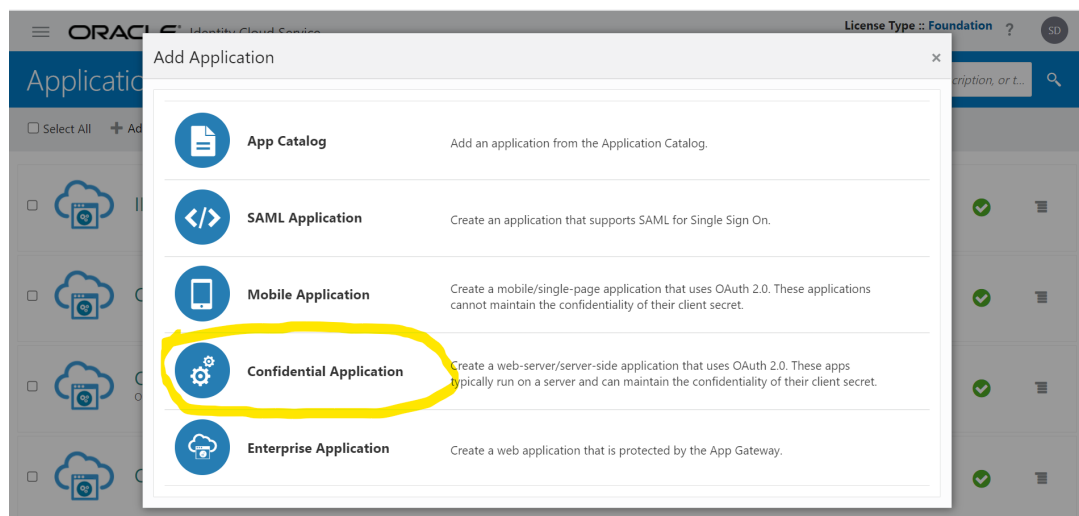 ORACLE Identity Cloud Service
License Type :: Foundation ?
SD
Add Application ×
Applicatio
cription, or t...
Select All + Ad
App Catalog
Add an application from the Application Catalog.
</> SAML Application
Create an application that supports SAML for Single Sign On.
Mobile Application
Create a mobile/single-page application that uses OAuth 2.0. These applications
cannot maintain the confidentiality of their client secret.
Confidential Application
Create a web-server/server-side application that uses OAuth 2.0. These apps
typically run on a server and can maintain the confidentiality of their client secret.
Enterprise Application
Create a web application that is protected by the App Gateway.